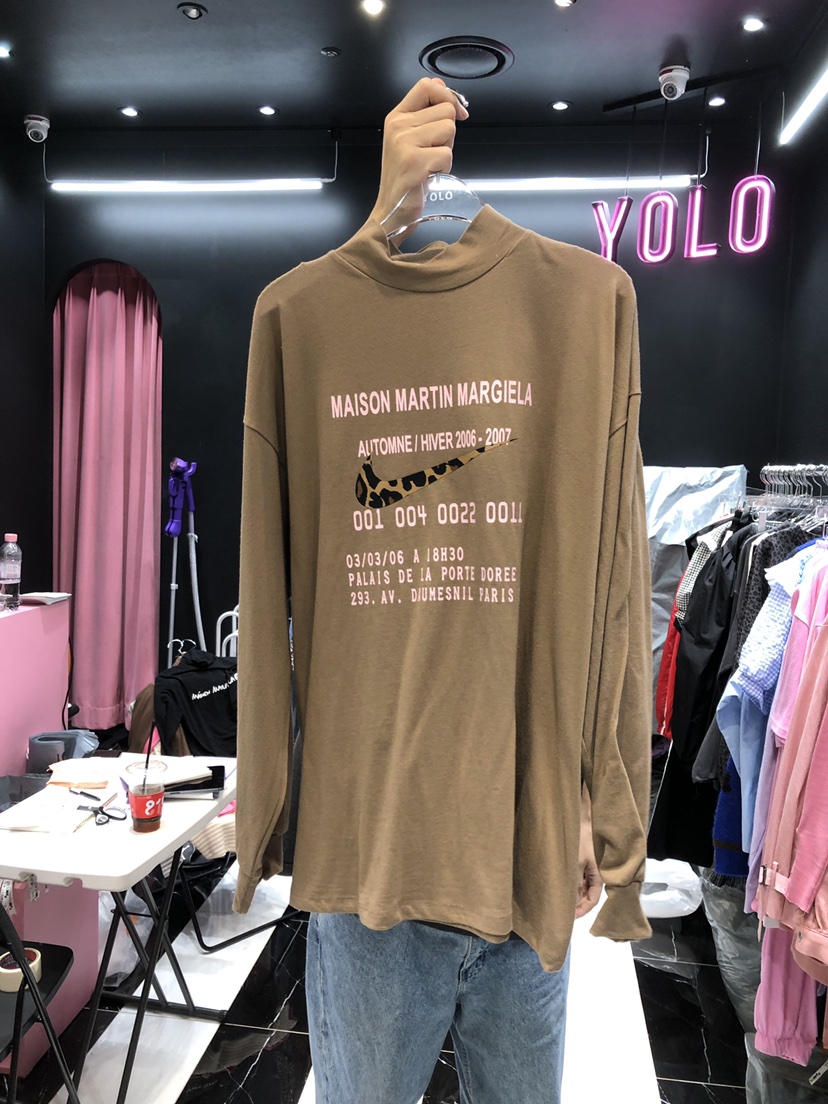 YOLO
YOLO
MAISON MARTIN MARGIELA
AUTOMNE / HIVER 2006 - 2007
001 004 0022 0011
03/03/06 A 18H30
PALAIS DE LA PORTE DOREE
293. AV. DAUMESNIL PARIS
81